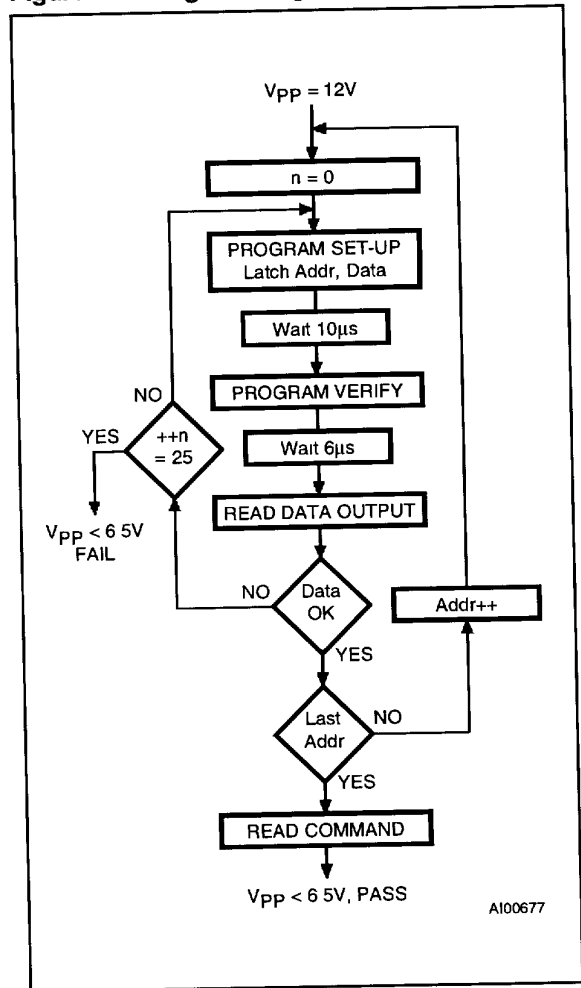 VPP = 12V
n = 0
PROGRAM SET-UP
Latch Addr, Data
Wait 10µs
NO
PROGRAM VERIFY
YES
++n
= 25
Wait 6µs
VPP < 6 5V
FAIL
READ DATA OUTPUT
NO
Data
OK
Addr++
YES
Last
Addr
NO
YES
READ COMMAND
VPP < 6 5V, PASS
AI00677